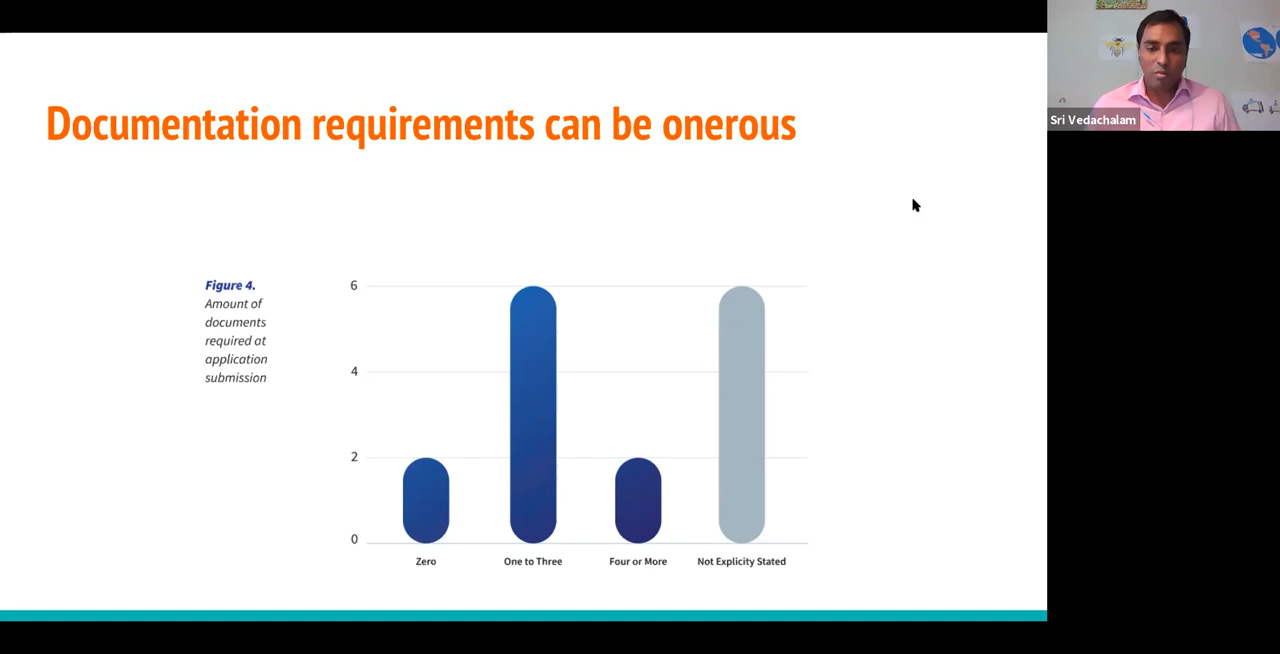 Documentation requirements can be onerous
Sri Vedachalam
Figure 4.
Amount of
documents
required at
application
submission
6
4
2
0
Zero
One to Three
Four or More
Not Explicity Stated